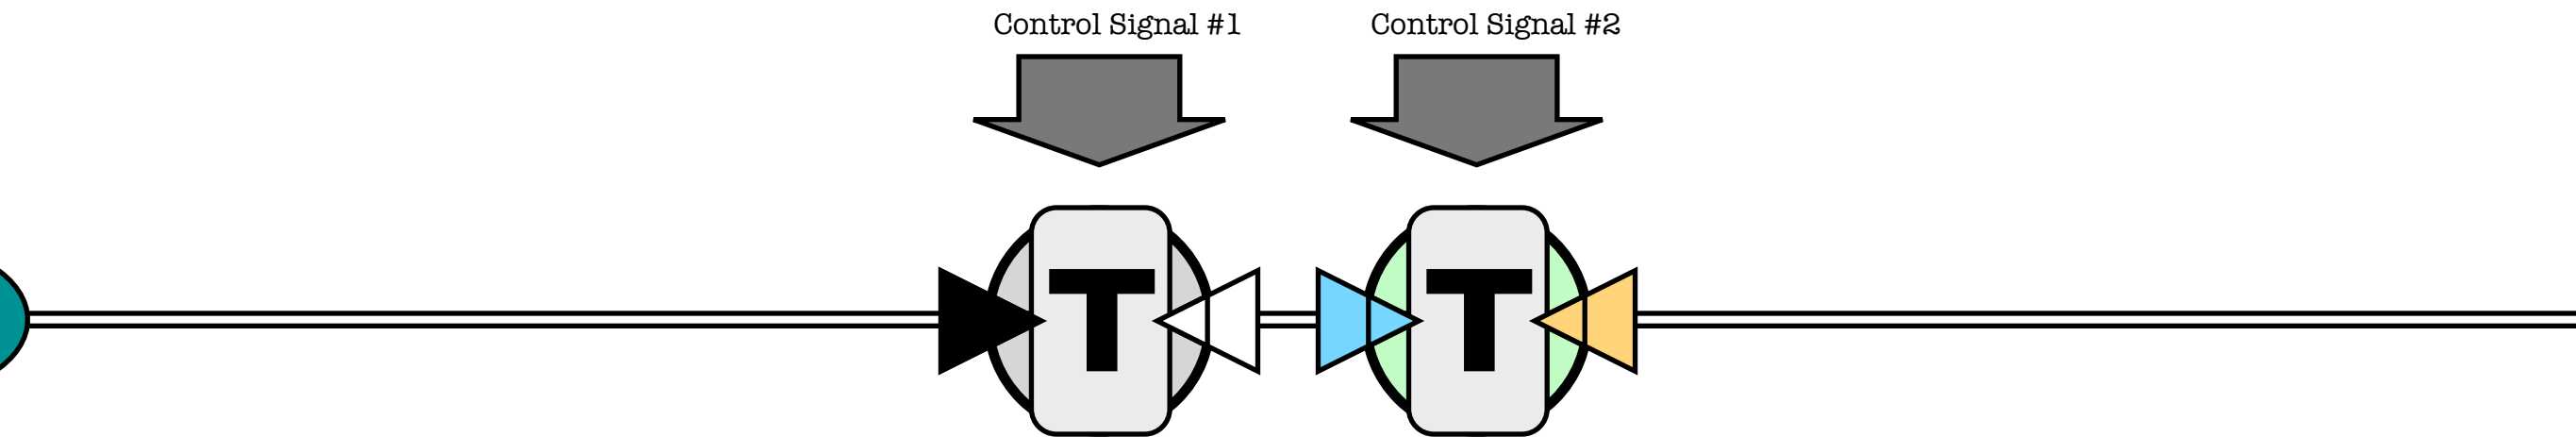 Control Signal #1 Control Signal #2
T T